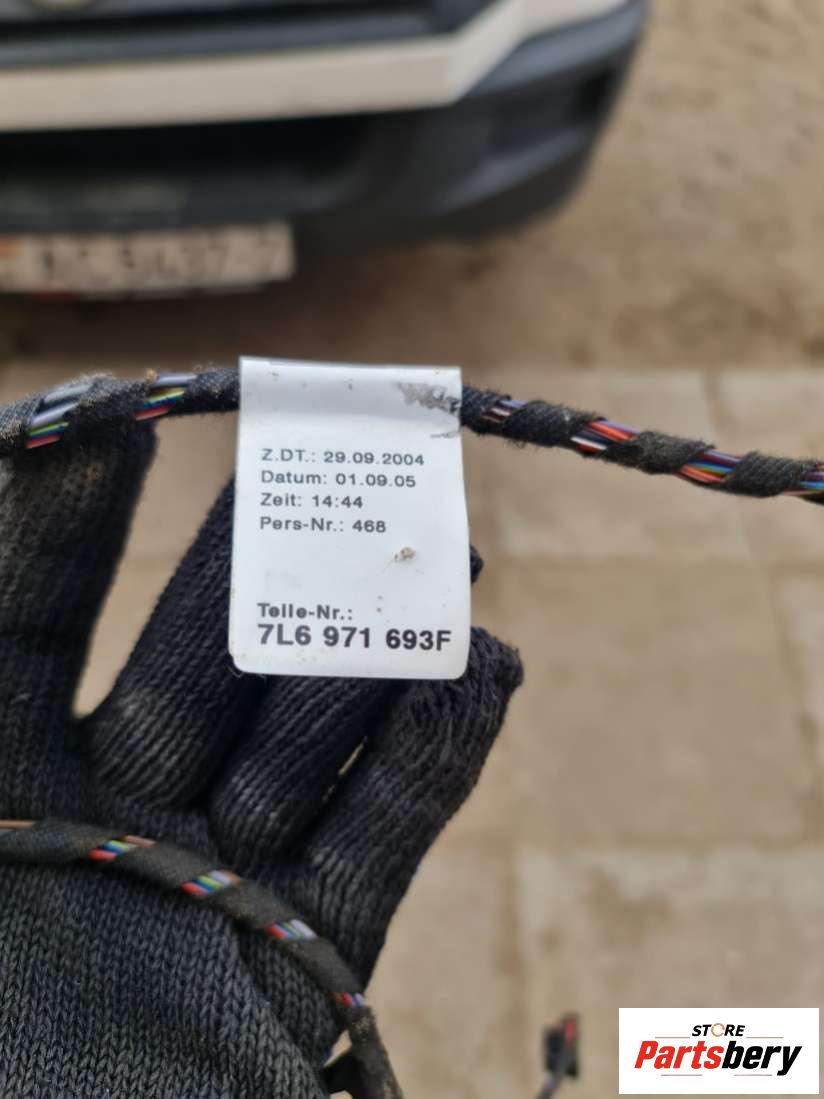 Z.DT.: 29.09.2004
Datum: 01.09.05
Zeit: 14:44
Pers-Nr.: 468
Teile-Nr.:
7L6 971 693F
STORE
Partsbery